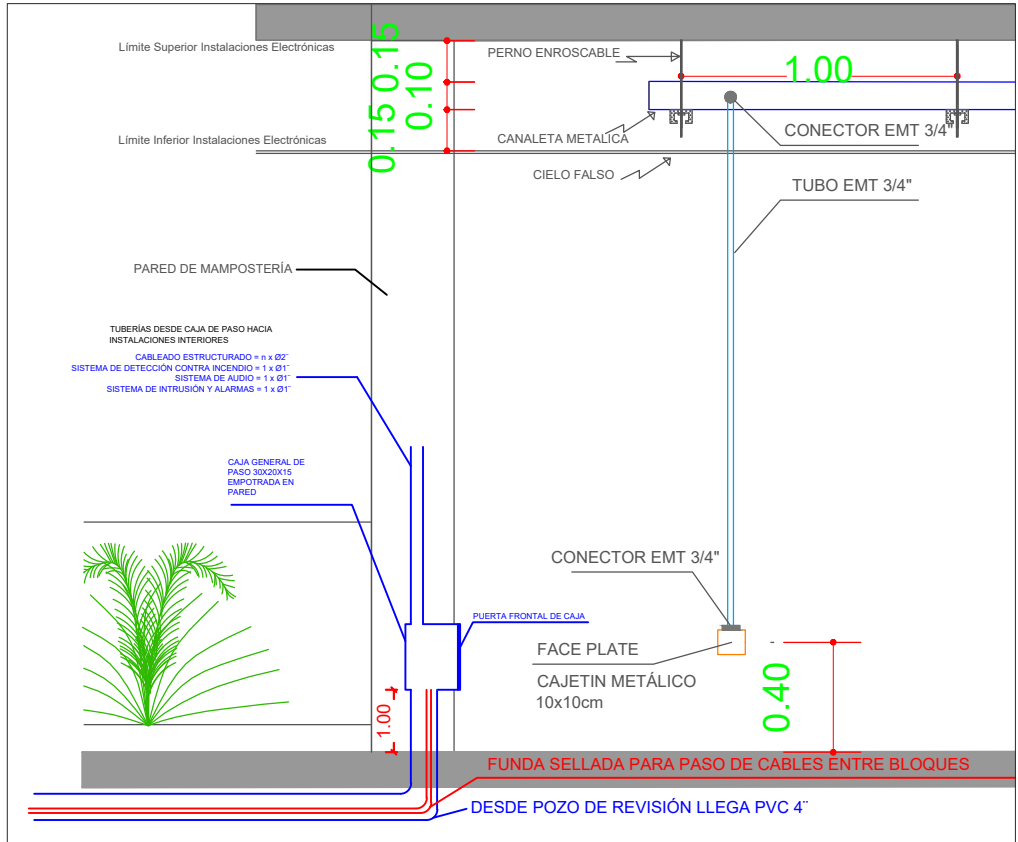 Límite Superior Instalaciones Electrónicas
0.15
0.10
0.15
Límite Inferior Instalaciones Electrónicas
PERNO ENROSCABLE
1.00
CANALETA METALICA
CONECTOR EMT 3/4"
CIELO FALSO
TUBO EMT 3/4"
PARED DE MAMPOSTERÍA
TUBERÍAS DESDE CAJA DE PASO HACIA
INSTALACIONES INTERIORES
CABLEADO ESTRUCTURADO = n x Ø2¨
SISTEMA DE DETECCIÓN CONTRA INCENDIO = 1 x Ø1¨
SISTEMA DE AUDIO = 1 x Ø1¨
SISTEMA DE INTRUSIÓN Y ALARMAS = 1 x Ø1¨
CAJA GENERAL DE
PASO 30X20X15
EMPOTRADA EN
PARED
PUERTA FRONTAL DE CAJA
CONECTOR EMT 3/4"
FACE PLATE
CAJETIN METÁLICO
10x10cm
0.40
1.00
FUNDA SELLADA PARA PASO DE CABLES ENTRE BLOQUES
DESDE POZO DE REVISIÓN LLEGA PVC 4¨